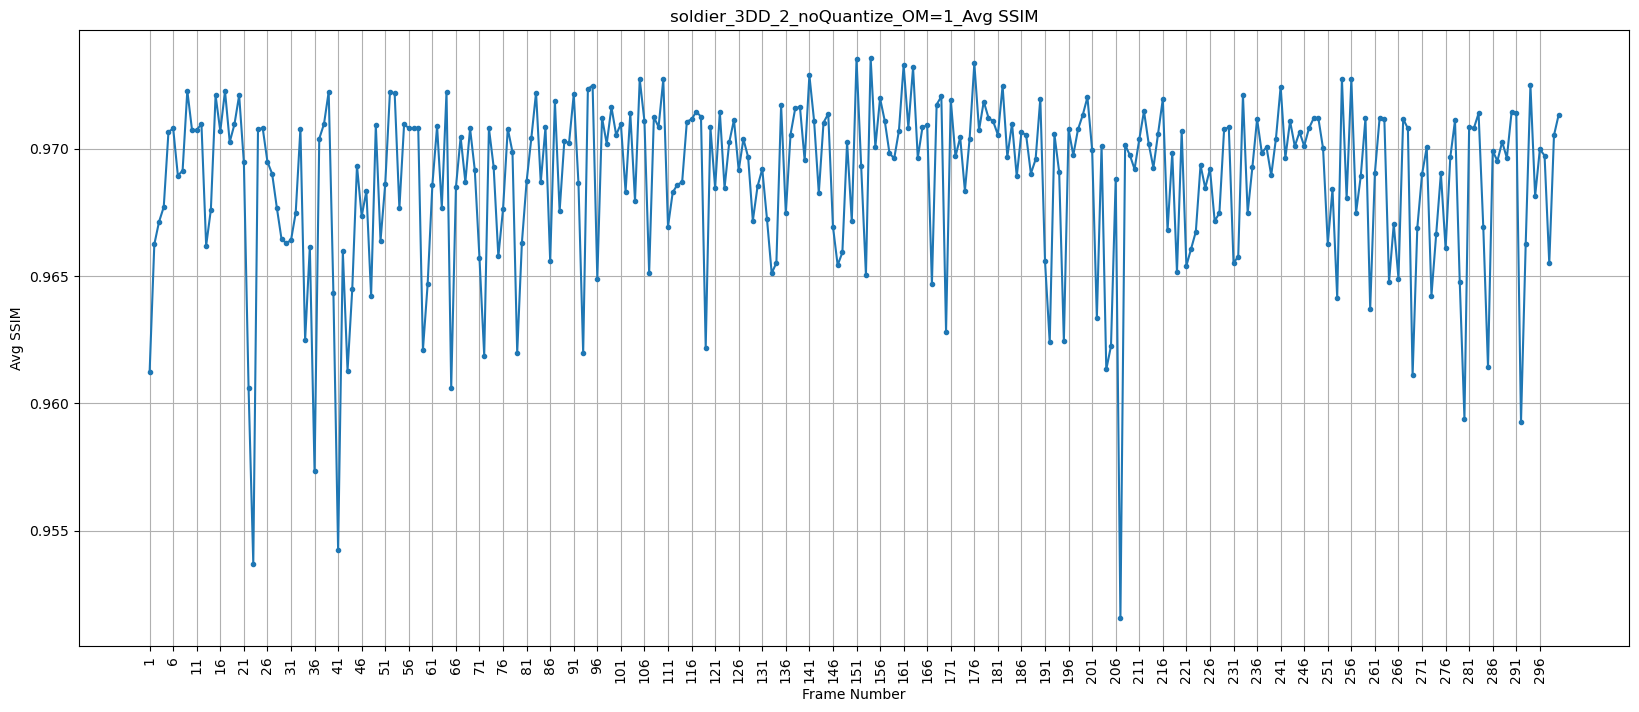 soldier_3DD_2_noQuantize_OM=1_Avg SSIM
Avg SSIM
0.970
0.965
0.960
0.955
1 6 11 16 21 26 31 36 41 46 51 56 61 66 71 76 81 86 91 96 101 106 111 116 121 126 131 136 141 146 151 156 161 166 171 176 181 186 191 196 201 206 211 216 221 226 231 236 241 246 251 256 261 266 271 276 281 286 291 296
Frame Number